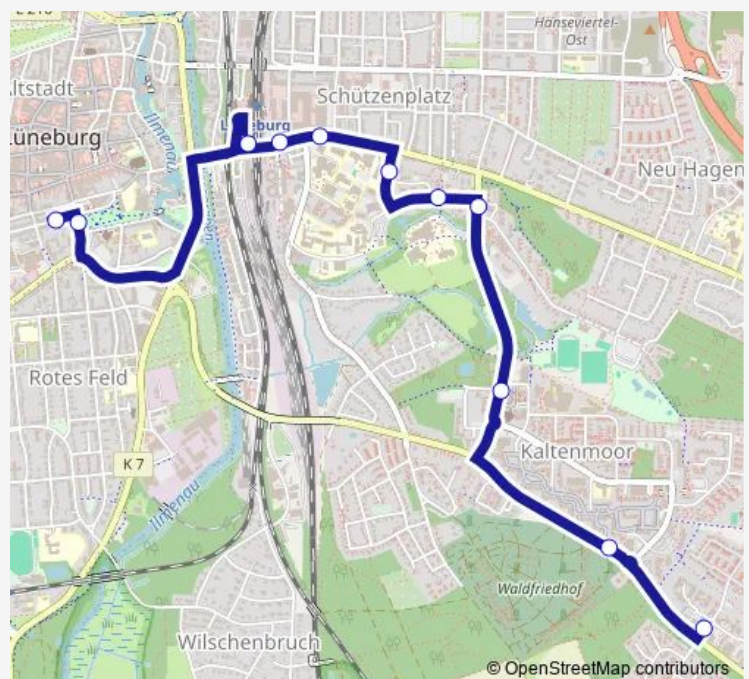 Hanseviertel-
Ost
Altstadt
Schützenplatz
Ilmenau
Lüneburg
Neu Hagen
Rotes Feld
K 7
Kaltenmoor
Ilmenau
Waldfriedhof
Wilschenbruch
© OpenStreetMap contributors